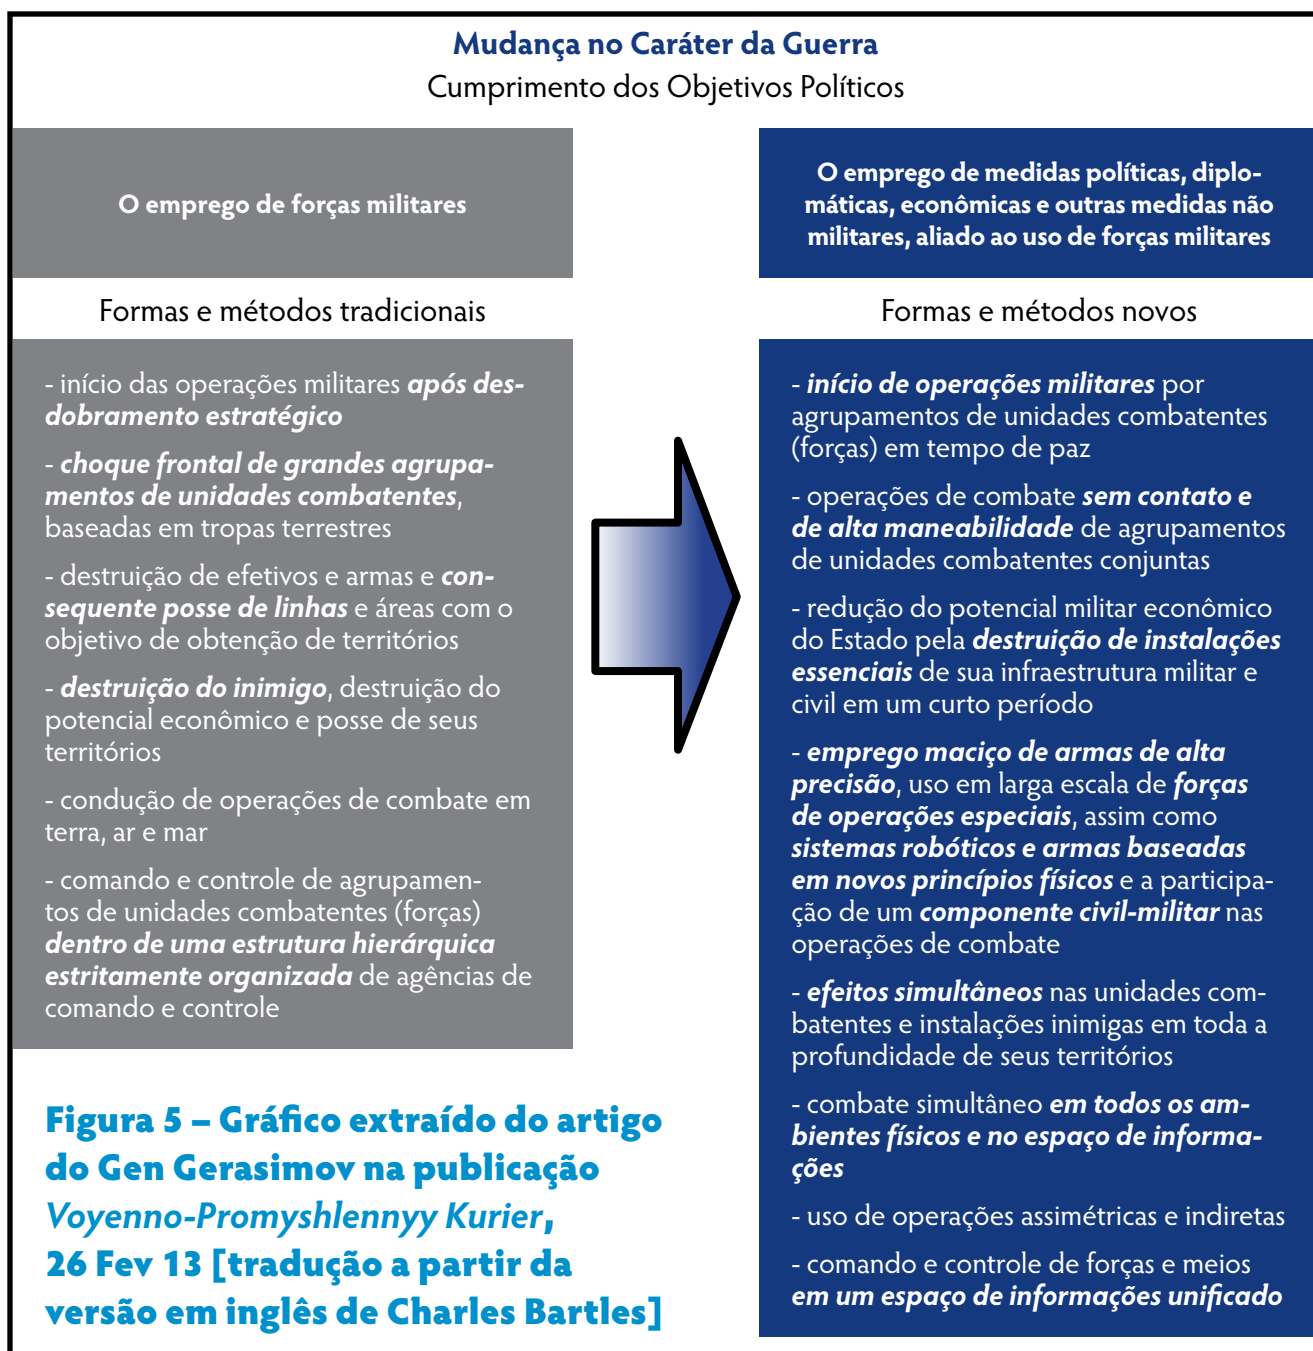 Mudança no Caráter da Guerra
Cumprimento dos Objetivos Políticos
O emprego de forças militares
Formas e métodos tradicionais
- início das operações militares após des-
dobramento estratégico
- choque frontal de grandes agrupa-
mentos de unidades combatentes,
baseadas em tropas terrestres
- destruição de efetivos e armas e con-
sequente posse de linhas e áreas com o
objetivo de obtenção de territórios
- destruição do inimigo, destruição do
potencial econômico e posse de seus
territórios
- condução de operações de combate em
terra, ar e mar
- comando e controle de agrupamen-
tos de unidades combatentes (forças)
dentro de uma estrutura hierárquica
estritamente organizada de agências de
comando e controle
O emprego de medidas políticas, diplo-
máticas, econômicas e outras medidas não
militares, aliado ao uso de forças militares
Formas e métodos novos
- início de operações militares por
agrupamentos de unidades combatentes
(forças) em tempo de paz
- operações de combate sem contato e
de alta maneabilidade de agrupamentos
de unidades combatentes conjuntas
- redução do potencial militar econômico
do Estado pela destruição de instalações
essenciais de sua infraestrutura militar e
civil em um curto período
- emprego maciço de armas de alta
precisão, uso em larga escala de forças
de operações especiais, assim como
sistemas robóticos e armas baseadas
em novos princípios físicos e a participa-
ção de um componente civil-militar nas
operações de combate
- efeitos simultâneos nas unidades com-
batentes e instalações inimigas em toda a
profundidade de seus territórios
- combate simultâneo em todos os am-
bientes físicos e no espaço de informa-
ções
- uso de operações assimétricas e indiretas
- comando e controle de forças e meios
em um espaço de informações unificado
Figura 5 – Gráfico extraído do artigo
do Gen Gerasimov na publicação
Voyenno-Promyshlennyy Kurier,
26 Fev 13 [tradução a partir da
versão em inglês de Charles Bartles]